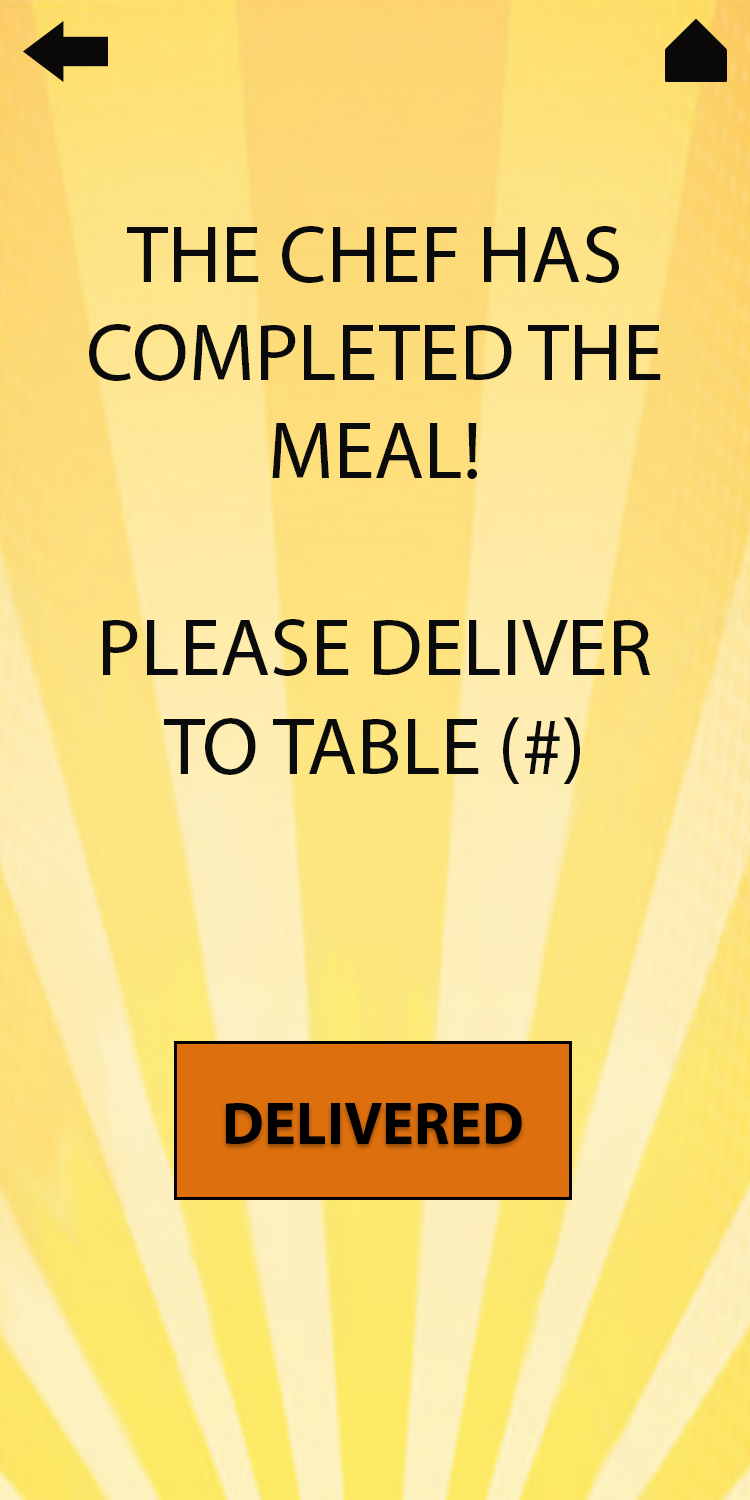 THE CHEF HAS
COMPLETED THE
MEAL!
PLEASE DELIVER
TO TABLE (#)
DELIVERED